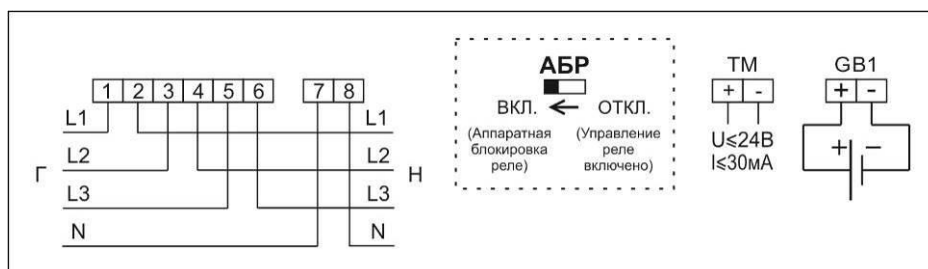 1 2 3 4 5 6 7 8
L1 L1
L2 L2
Г Н
L3 L3
N N
АБР
ВКЛ. ОТКЛ.
(Аппаратная
блокировка
реле)
(Управление
реле
включено)
TM
+ -
U≤24В
I≤30мА
GB1
+ -
+ -